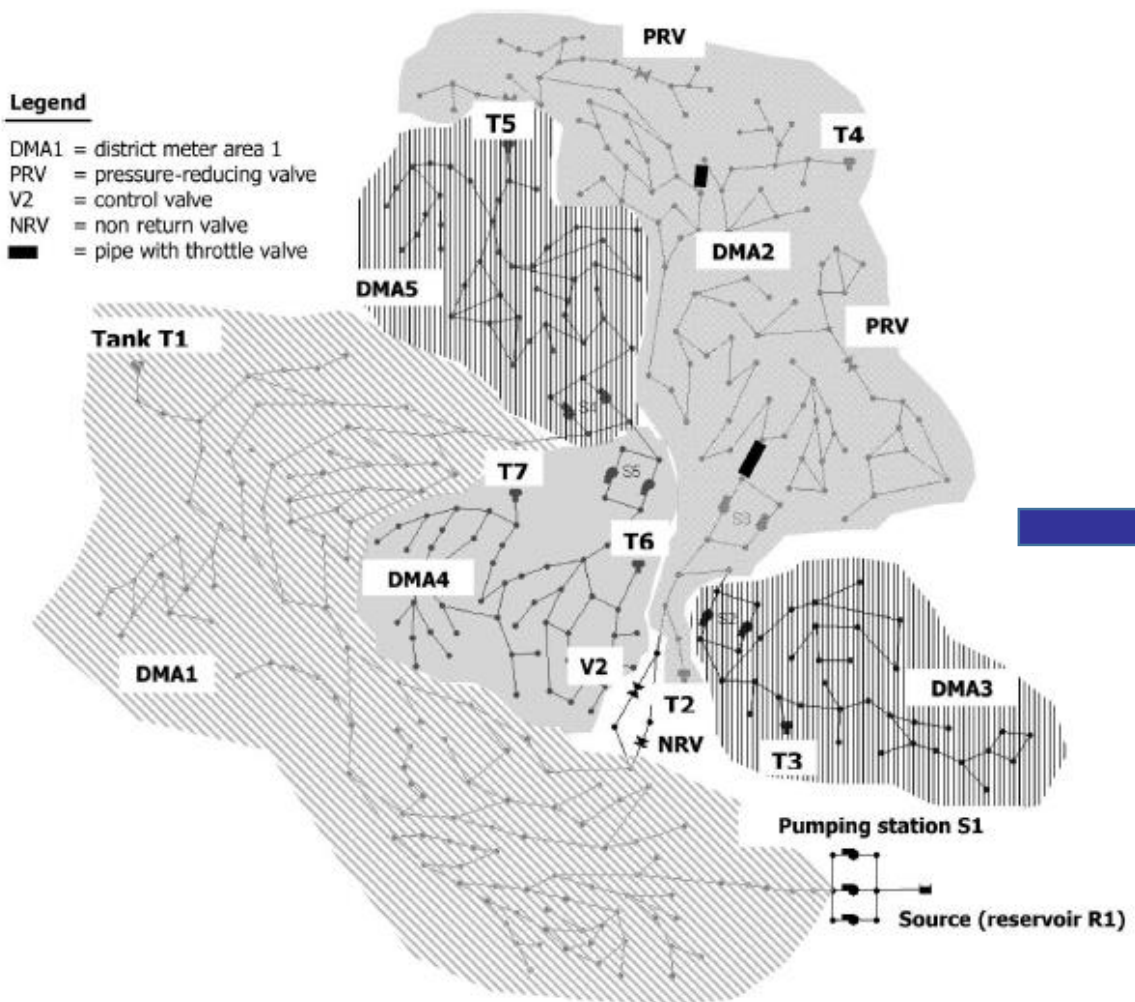 Legend
DMA1 = district meter area 1
PRV = pressure-reducing valve
V2 = control valve
NRV = non return valve
= pipe with throttle valve
PRV
T5
T4
DMA2
DMA5
PRV
Tank T1
S4
T7
S5
S3
T6
DMA4
S2
V2
DMA1
T2
DMA3
NRV
T3
Pumping station S1
Source (reservoir R1)